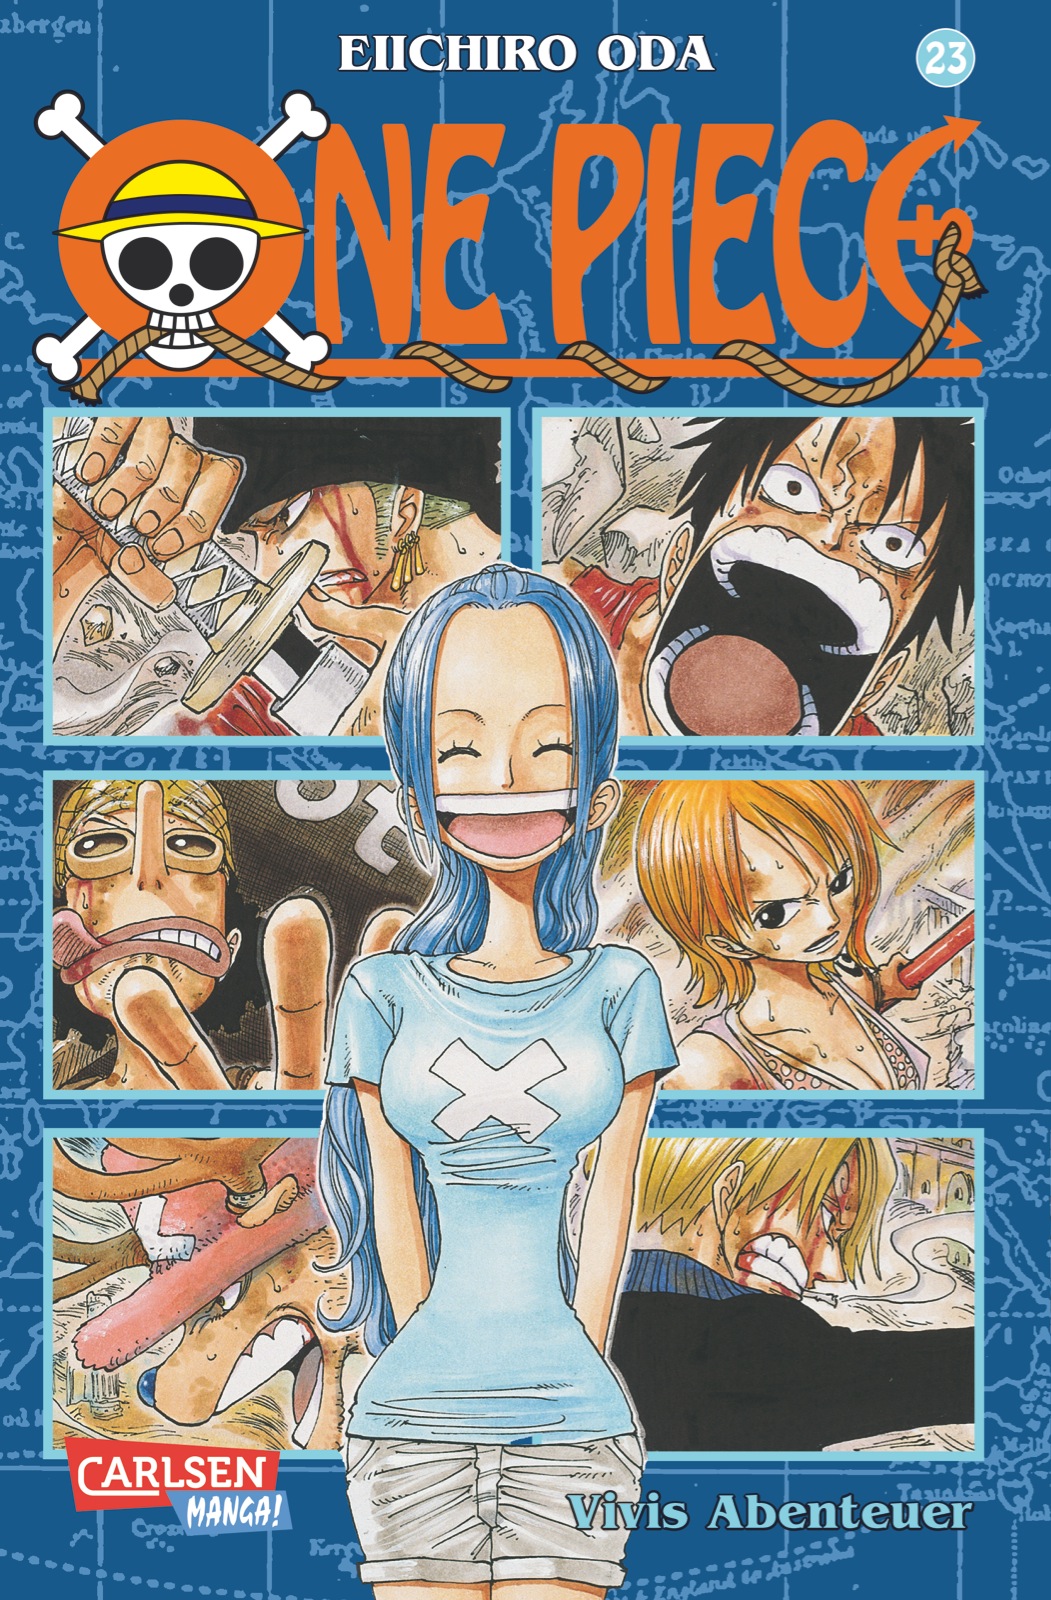 EIICHIRO ODA
23
ONE PIECE
CARLSEN
MANGA!
Vivis Abenteuer